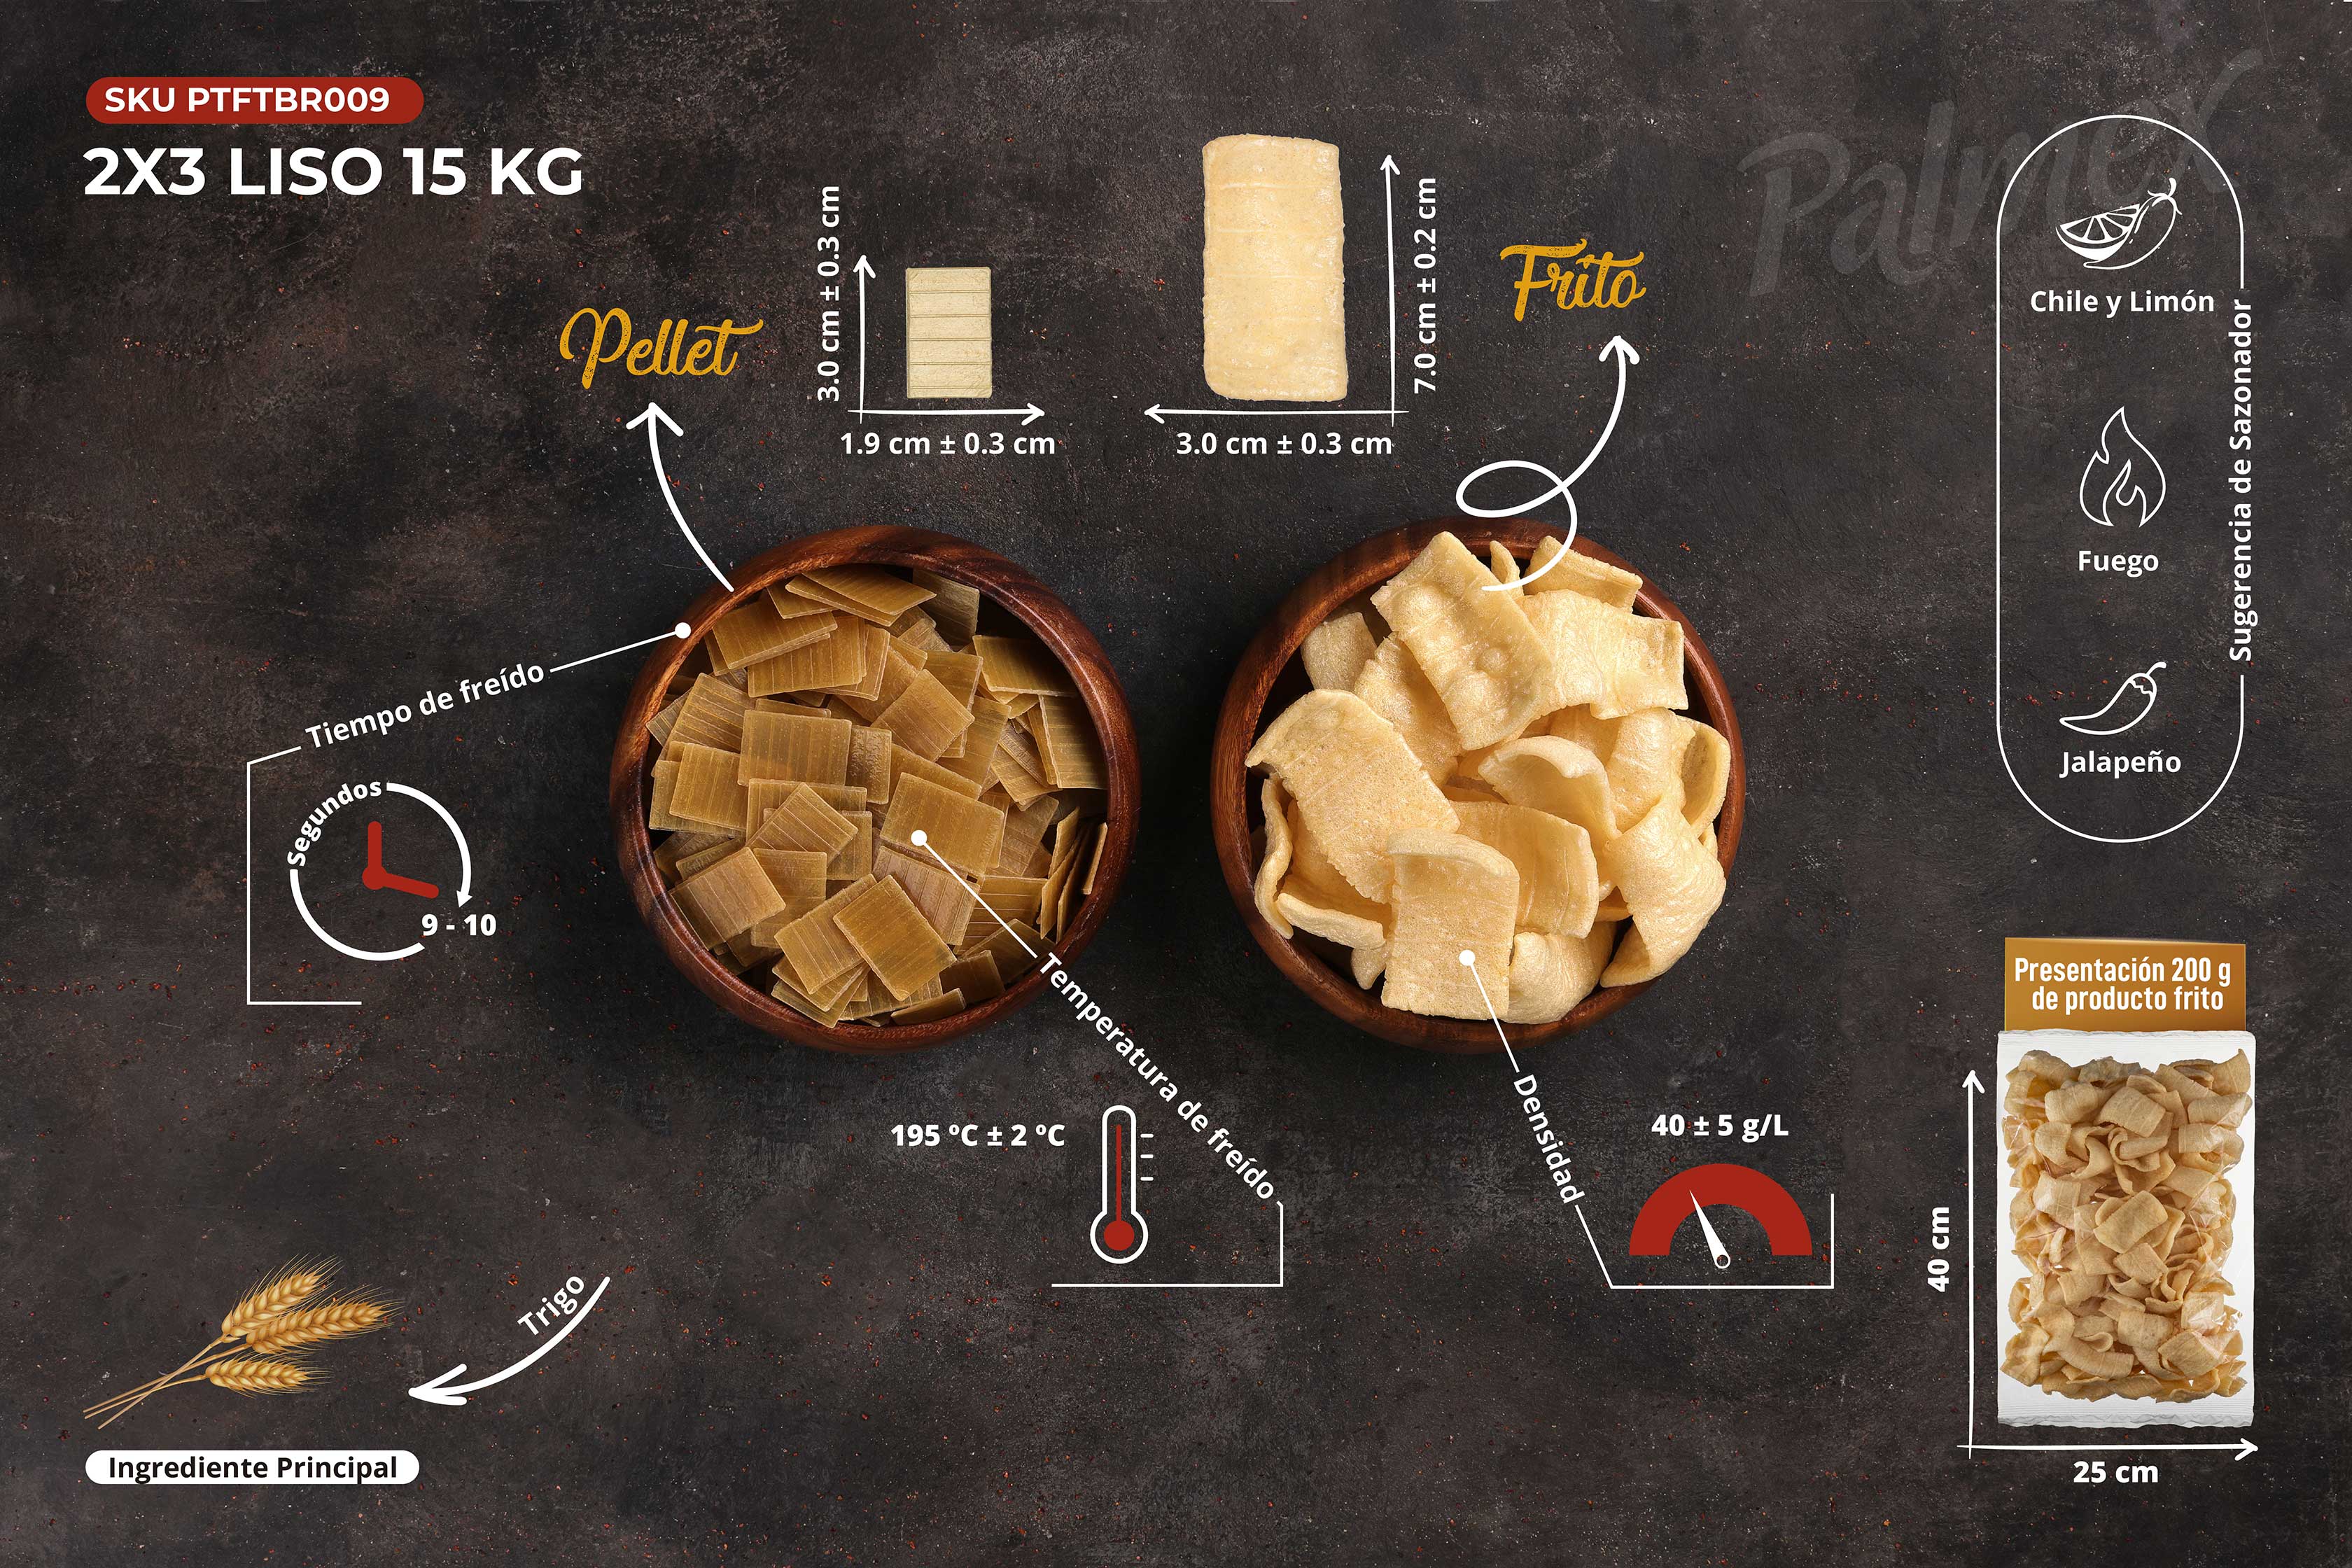 SKU PTFTBR009
2X3 LISO 15 KG
Pellet
3.0 cm ± 0.3 cm
1.9 cm ± 0.3 cm
7.0 cm ± 0.2 cm
3.0 cm ± 0.3 cm
Frito
Palmex
Chile y Limón
Fuego
Jalapeño
Sugerencia de Sazonador
Tiempo de freído
Segundos
9 - 10
Temperatura de freído
195 ºC ± 2 ºC
Densidad
40 ± 5 g/L
Presentación 200 g
de producto frito
40 cm
25 cm
Trigo
Ingrediente Principal